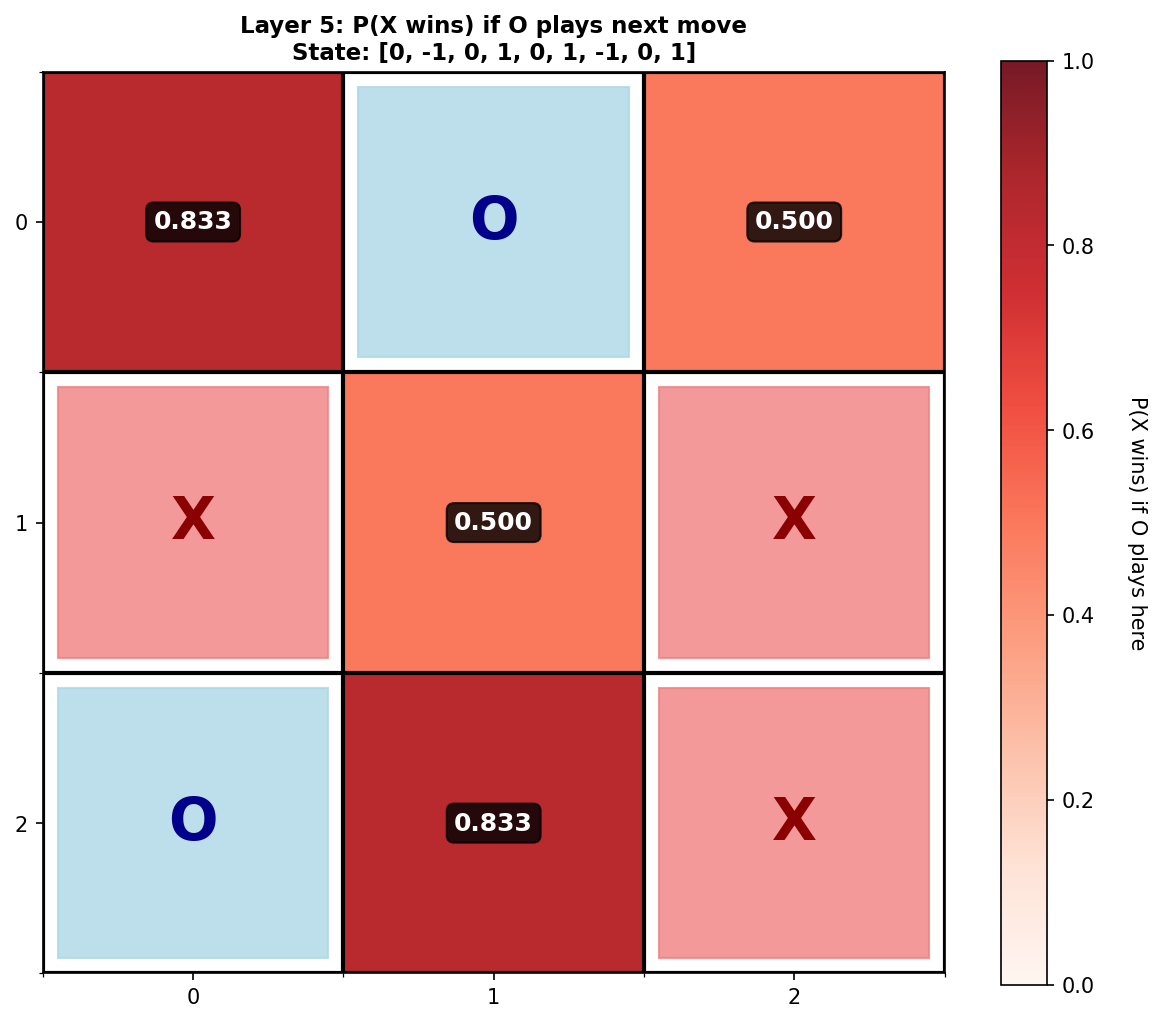 Layer 5: P(X wins) if O plays next move
State: [0, -1, 0, 1, 0, 1, -1, 0, 1]
0.833
O
0.500
X
0.500
X
O
0.833
X
0
1
2
0
1
2
1.0
0.8
0.6
0.4
0.2
0.0
P(X wins) if O plays here